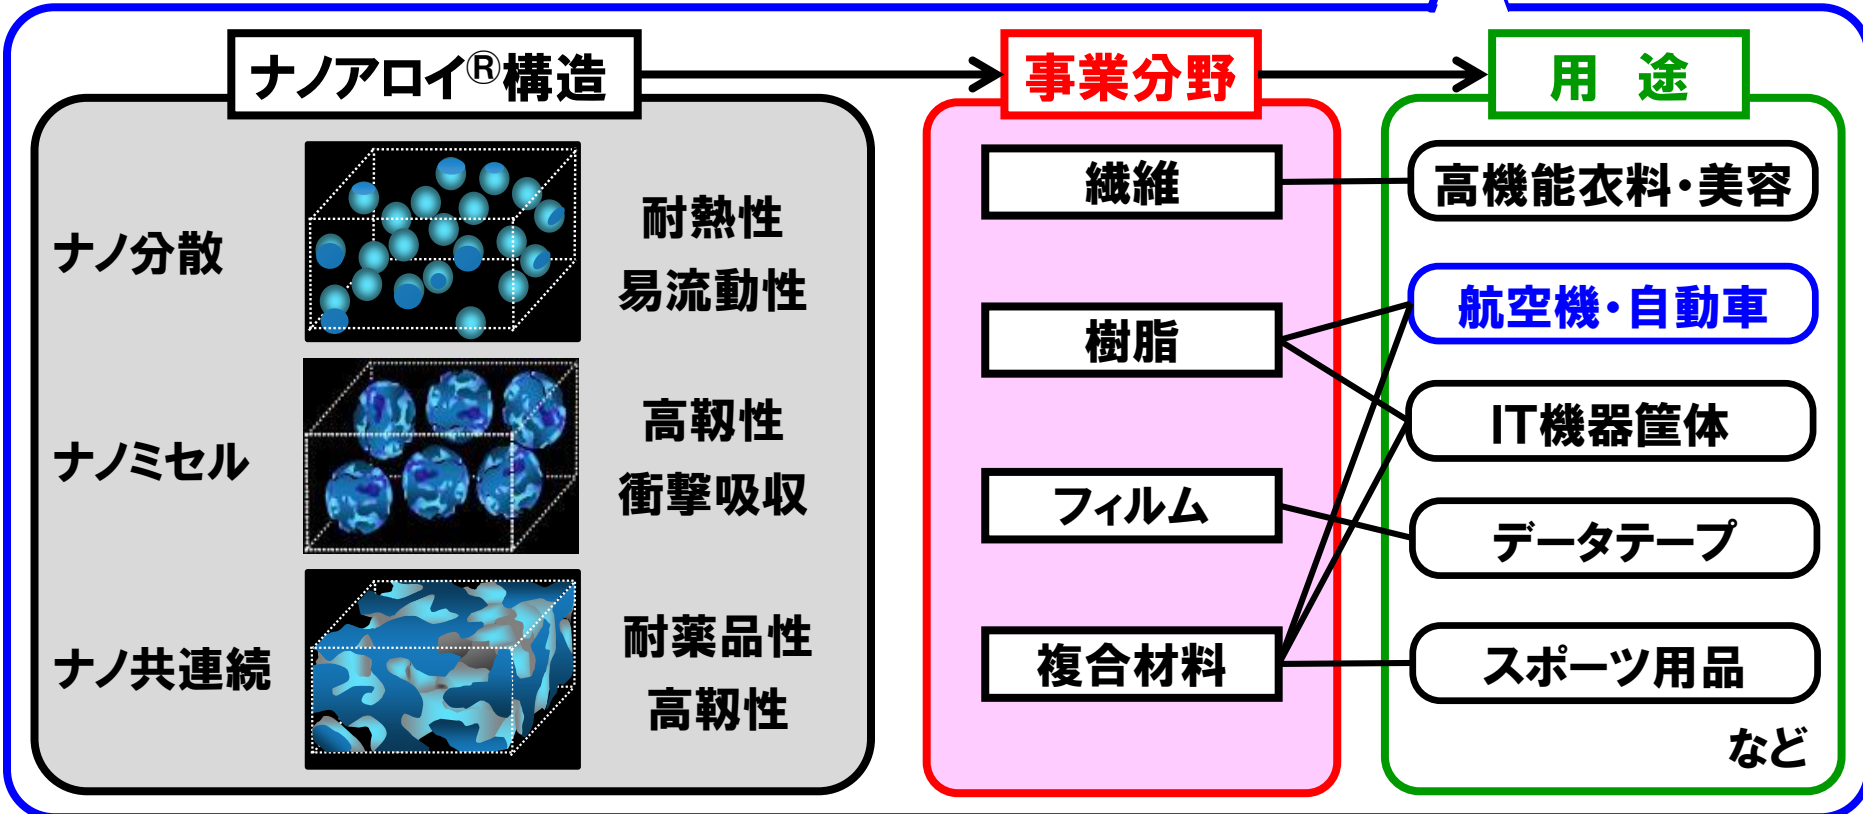 ナノアロイ®構造
事業分野
用 途
ナノ分散
耐熱性
易流動性
ナノミセル
高靱性
衝撃吸収
ナノ共連続
耐薬品性
高靱性
繊維
樹脂
フィルム
複合材料
高機能衣料・美容
航空機・自動車
IT機器筐体
データテープ
スポーツ用品
など